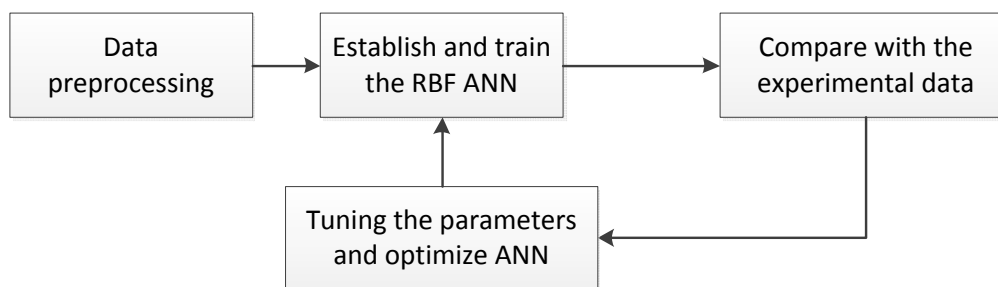 Data
preprocessing
Establish and train
the RBF ANN
Compare with the
experimental data
Tuning the parameters
and optimize ANN